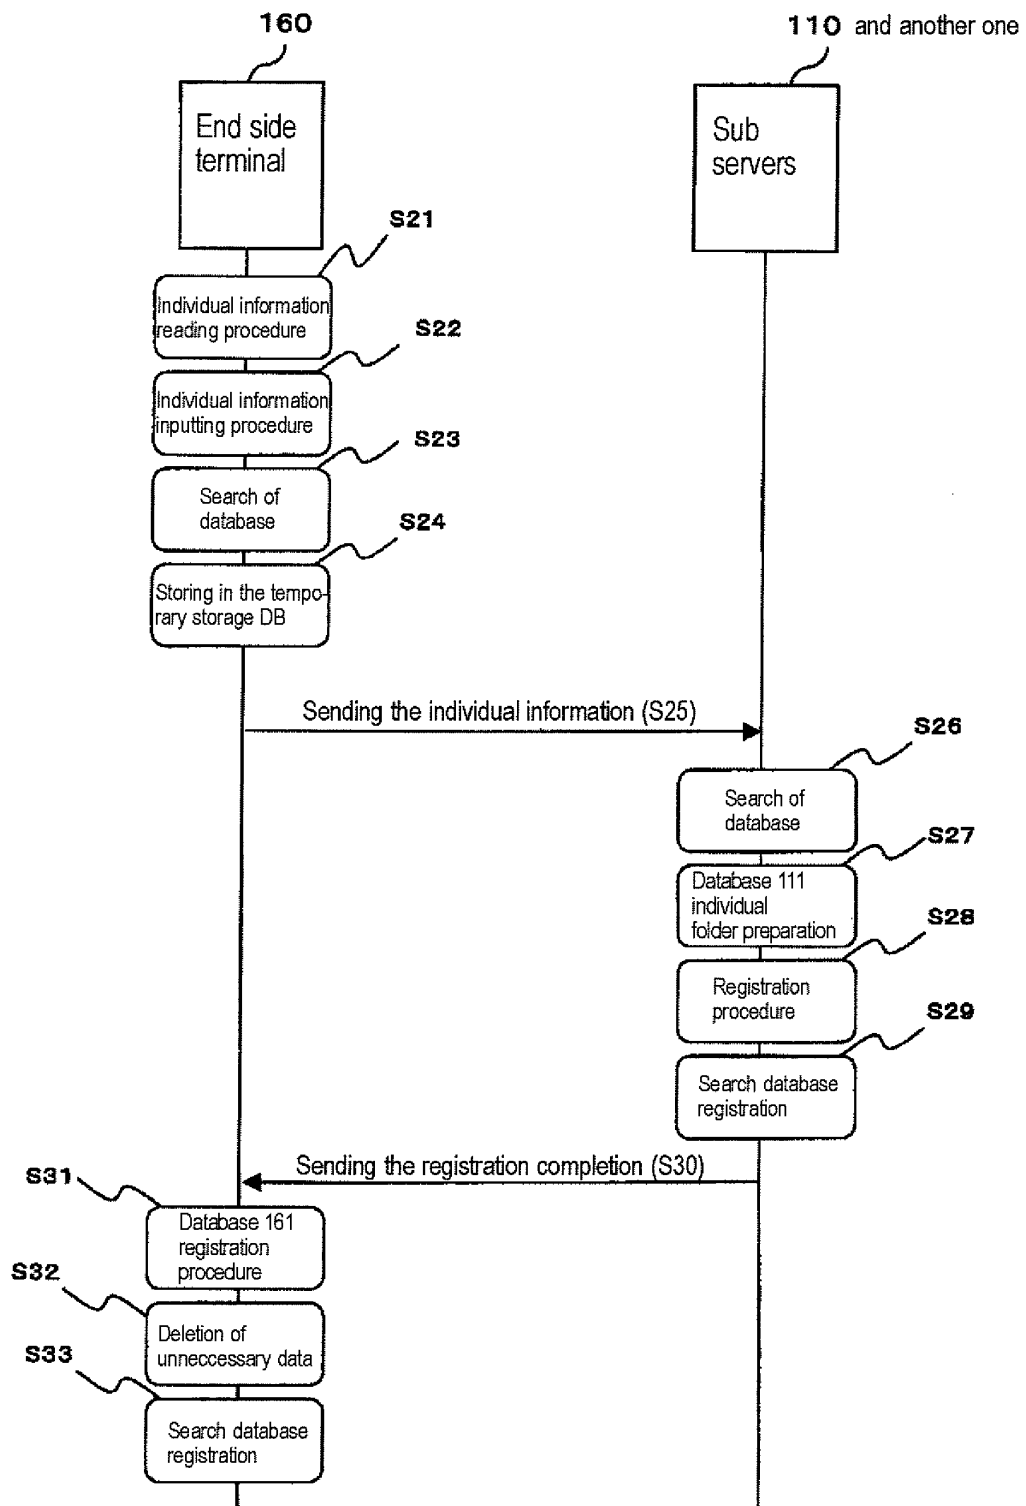 160
110 and another one
End side
terminal
Sub
servers
S21
Individual information
reading procedure
S22
Individual information
inputting procedure
S23
Search of
database
S24
Storing in the tempo-
rary storage DB
Sending the individual information (S25)
S26
Search of
database
S27
Database 111
individual
folder preparation
S28
Registration
procedure
S29
Search database
registration
Sending the registration completion (S30)
S31
Database 161
registration
procedure
S32
Deletion of
unneccessary data
S33
Search database
registration